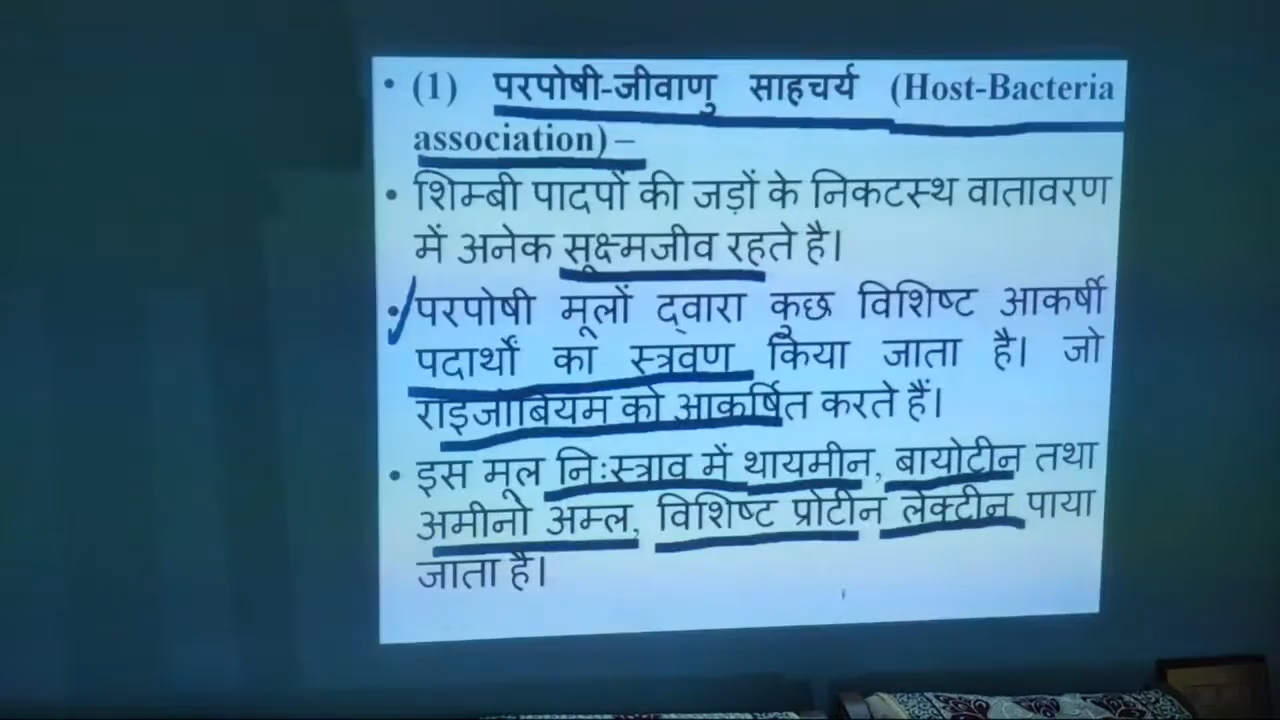 • (1) परपोषी-जीवाणु साहचर्य (Host-Bacteria
association) –
• शिम्बी पादपों की जड़ों के निकटस्थ वातावरण
में अनेक सूक्ष्मजीव रहते है।
• परपोषी मूलों द्वारा कुछ विशिष्ट आकर्षी
पदार्थों का स्त्रवण किया जाता है। जो
राइजोबियम को आकर्षित करते हैं।
• इस मूल निःस्त्राव में थायमीन, बायोटीन तथा
अमीनो अम्ल, विशिष्ट प्रोटीन लेक्टीन पाया
जाता है।